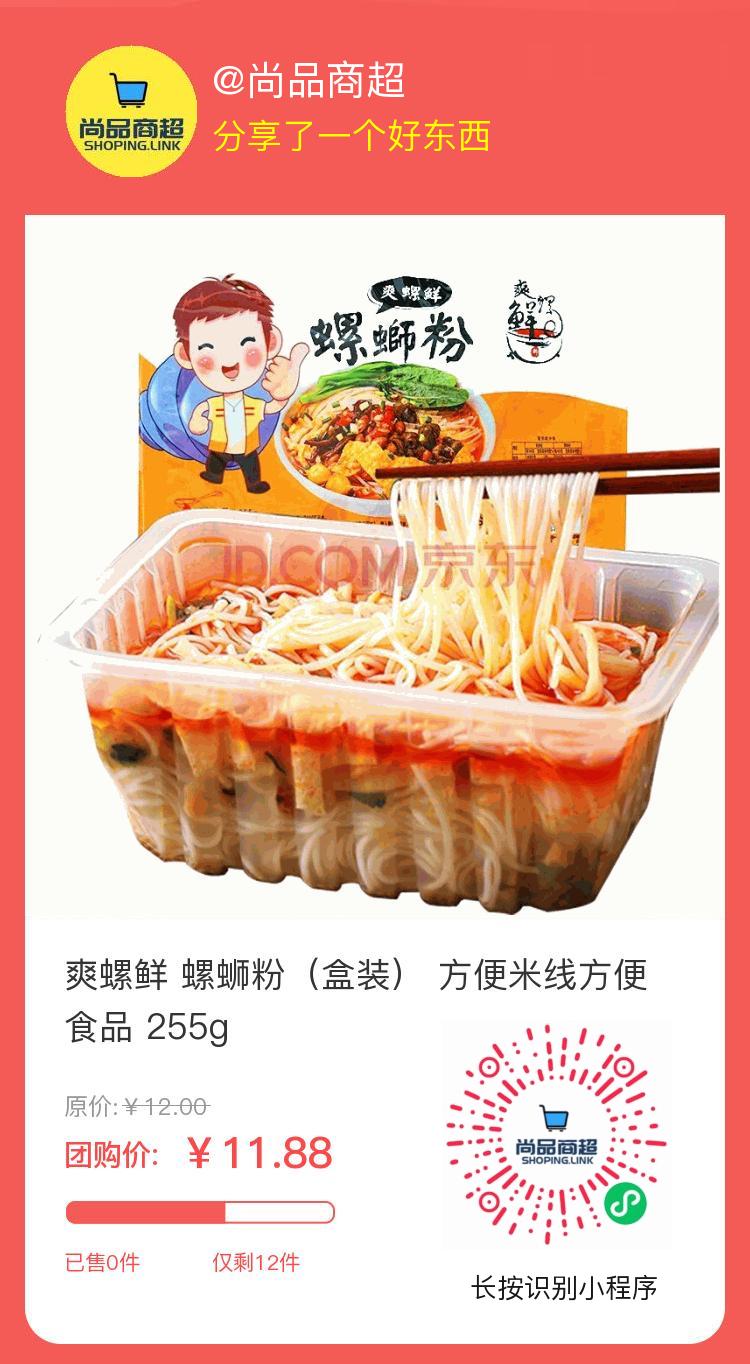 @尚品商超
尚品商超
SHOPING.LINK
分享了一个好东西
爽螺鲜
螺蛳粉
爽螺鲜
JD.COM 京东
爽螺鲜 螺蛳粉（盒装） 方便米线方便
食品 255g
原价:￥12.00
团购价: ￥11.88
已售0件 仅剩12件
尚品商超
SHOPING.LINK
长按识别小程序